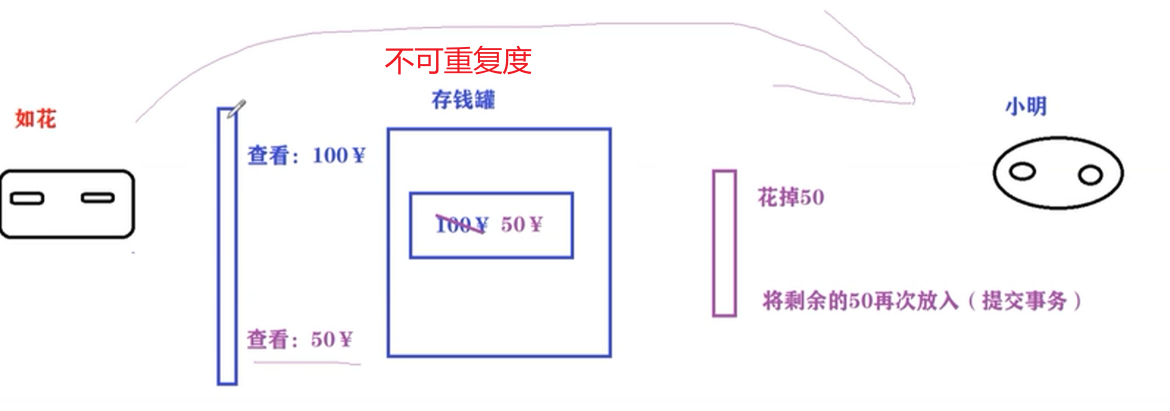 不可重复度
存钱罐
如花
小明
查看：100￥
100￥ 50￥
花掉50
将剩余的50再次放入（提交事务）
查看：50￥